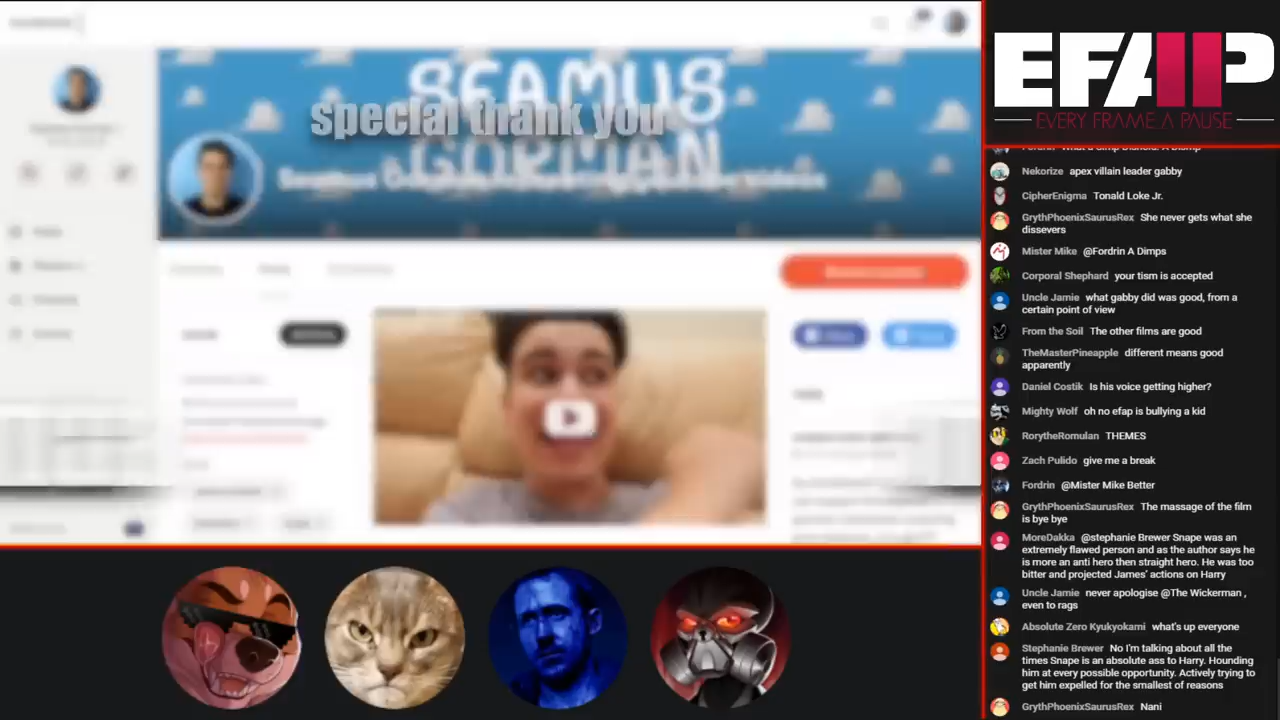 SEAMUS
special thank you
GORMAN
EFAP
EVERY FRAME A PAUSE
Nekorize apex villain leader gabby
CipherEnigma Tonald Loke Jr.
GrythPhoenixSaurusRex She never gets what she
dissevers
Mister Mike @Fordrin A Dimps
Corporal Shephard your tism is accepted
Uncle Jamie what gabby did was good, from a
certain point of view
From the Soil The other films are good
TheMasterPineapple different means good
apparently
Daniel Costik Is his voice getting higher?
Mighty Wolf oh no efap is bullying a kid
RorytheRomulan THEMES
Zach Pulido give me a break
Fordrin @Mister Mike Better
GrythPhoenixSaurusRex The massage of the film
is bye bye
MoreDakka @stephanie Brewer Snape was an
extremely flawed person and as the author says he
is more an anti hero then straight hero. He was too
bitter and projected James' actions on Harry
Uncle Jamie never apologise @The Wickerman ,
even to rags
Absolute Zero Kyukyokami what's up everyone
Stephanie Brewer No I'm talking about all the
times Snape is an absolute ass to Harry. Hounding
him at every possible opportunity. Actively trying to
get him expelled for the smallest of reasons
GrythPhoenixSaurusRex Nani